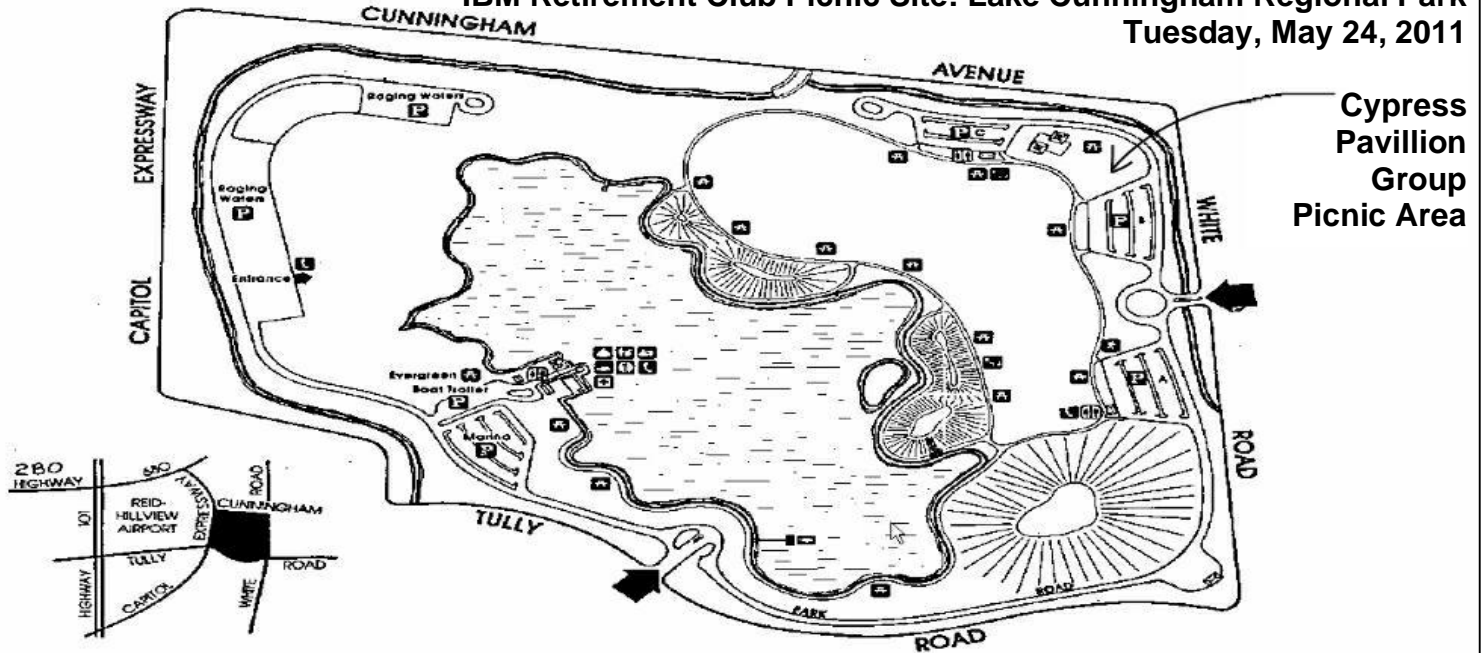 IBM Retirement Club Picnic Site: Lake Cunningham Regional Park
Tuesday, May 24, 2011
CUNNINGHAM
AVENUE
Cypress
Pavillion
Group
Picnic Area
EXPRESSWAY
CAPITOL
Raging Waters
P
Raging
Waters
P
Entrance
P C
P
WHITE
ROAD
P A
Evergreen
Boat Trailer
P
Marina
P
TULLY
ROAD
PARK
ROAD
280
HIGHWAY
680
EXPRESSWAY
ROAD
CUNNINGHAM
REID-
HILLVIEW
AIRPORT
101
HIGHWAY
TULLY
ROAD
CAPITOL
WHITE